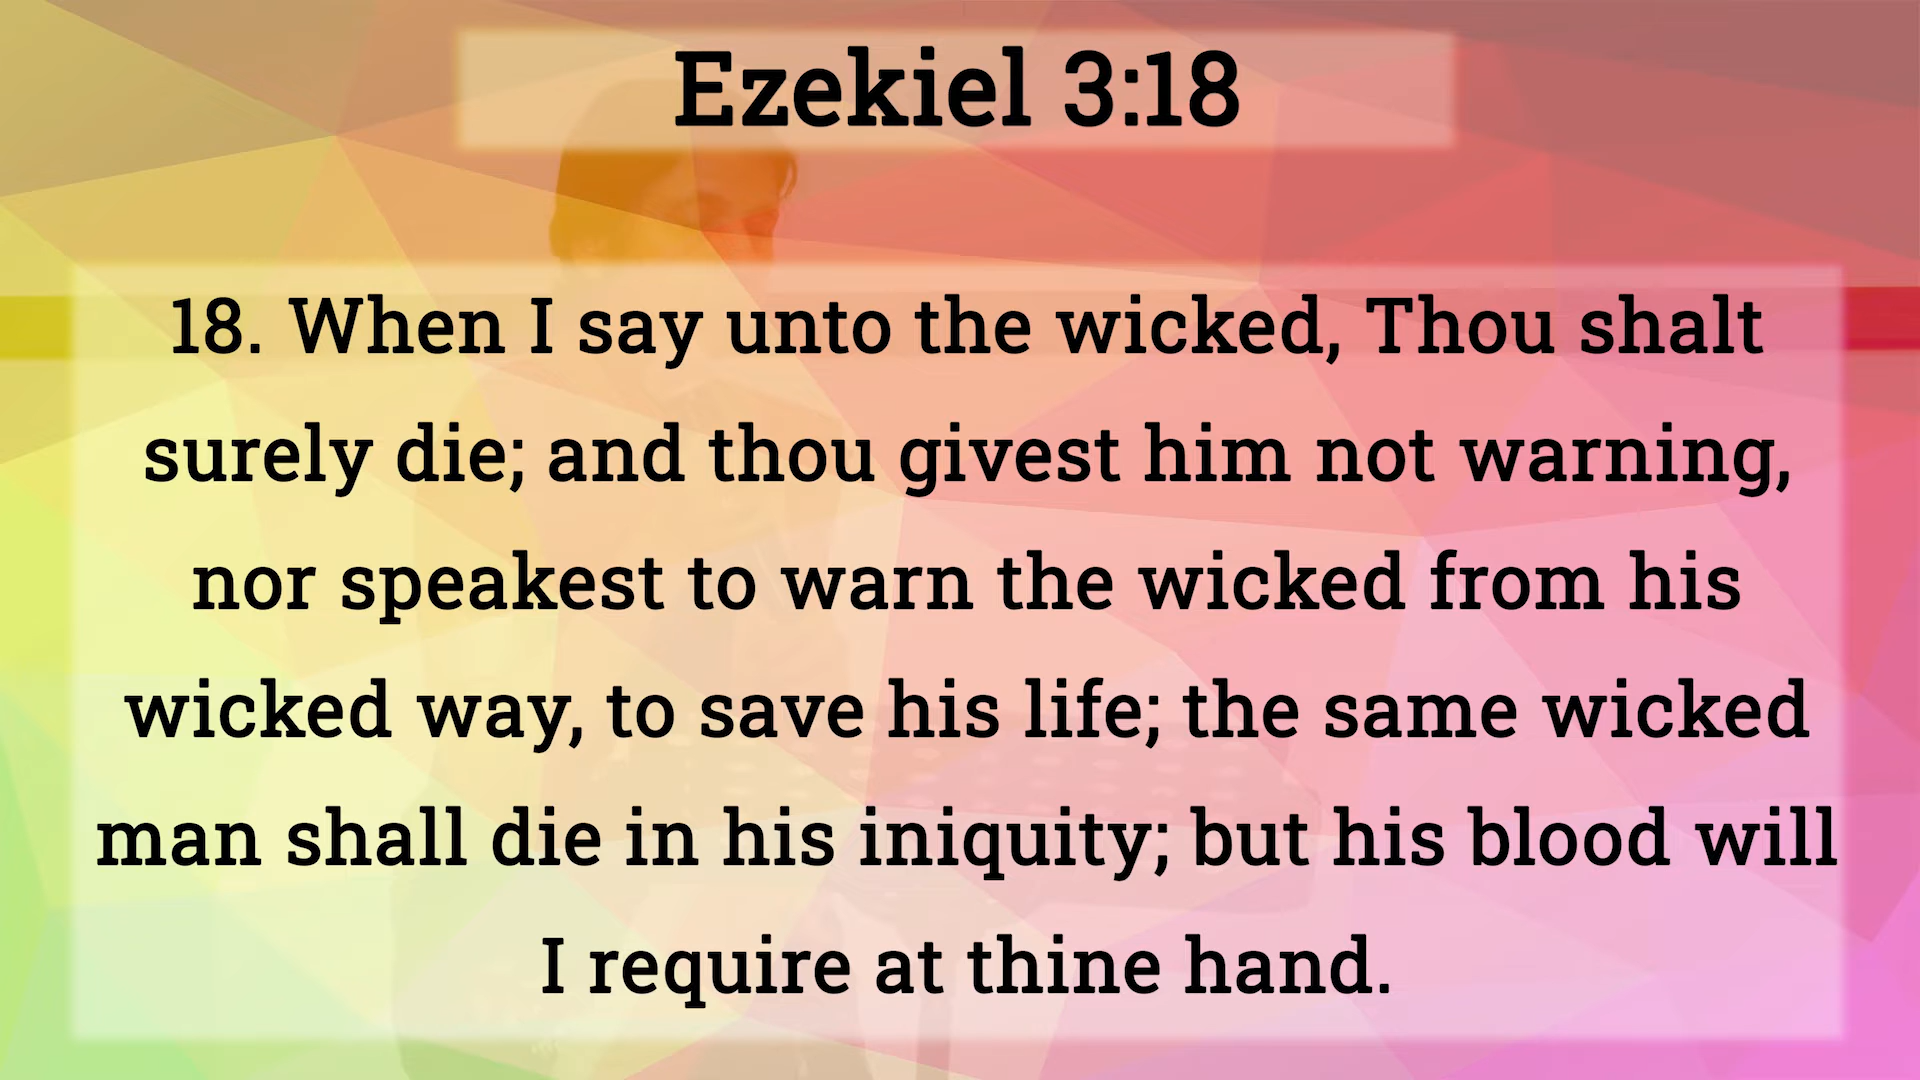 Ezekiel 3:18
18. When I say unto the wicked, Thou shalt
surely die; and thou givest him not warning,
nor speakest to warn the wicked from his
wicked way, to save his life; the same wicked
man shall die in his iniquity; but his blood will
I require at thine hand.